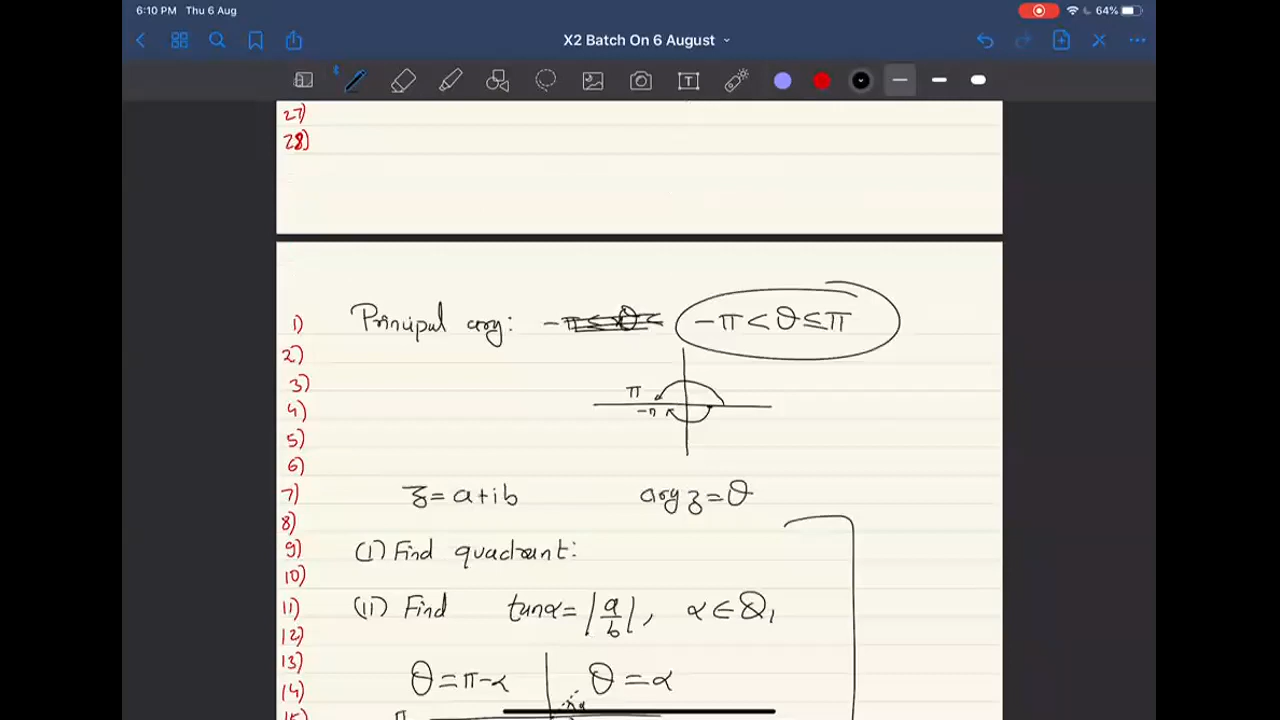 6:10 PM Thu 6 Aug 64%
X2 Batch On 6 August
27)
28)
1) Principal arg: -π≤θ< -π<θ≤π
2)
3) π
4) -π
5)
6)
7) z=a+ib arg z=θ
8)
9) (i) Find quadrant:
10)
11) (ii) Find tanα=|a/b|, α∈Q1
12)
13) θ=π-α θ=α
14)
15) π